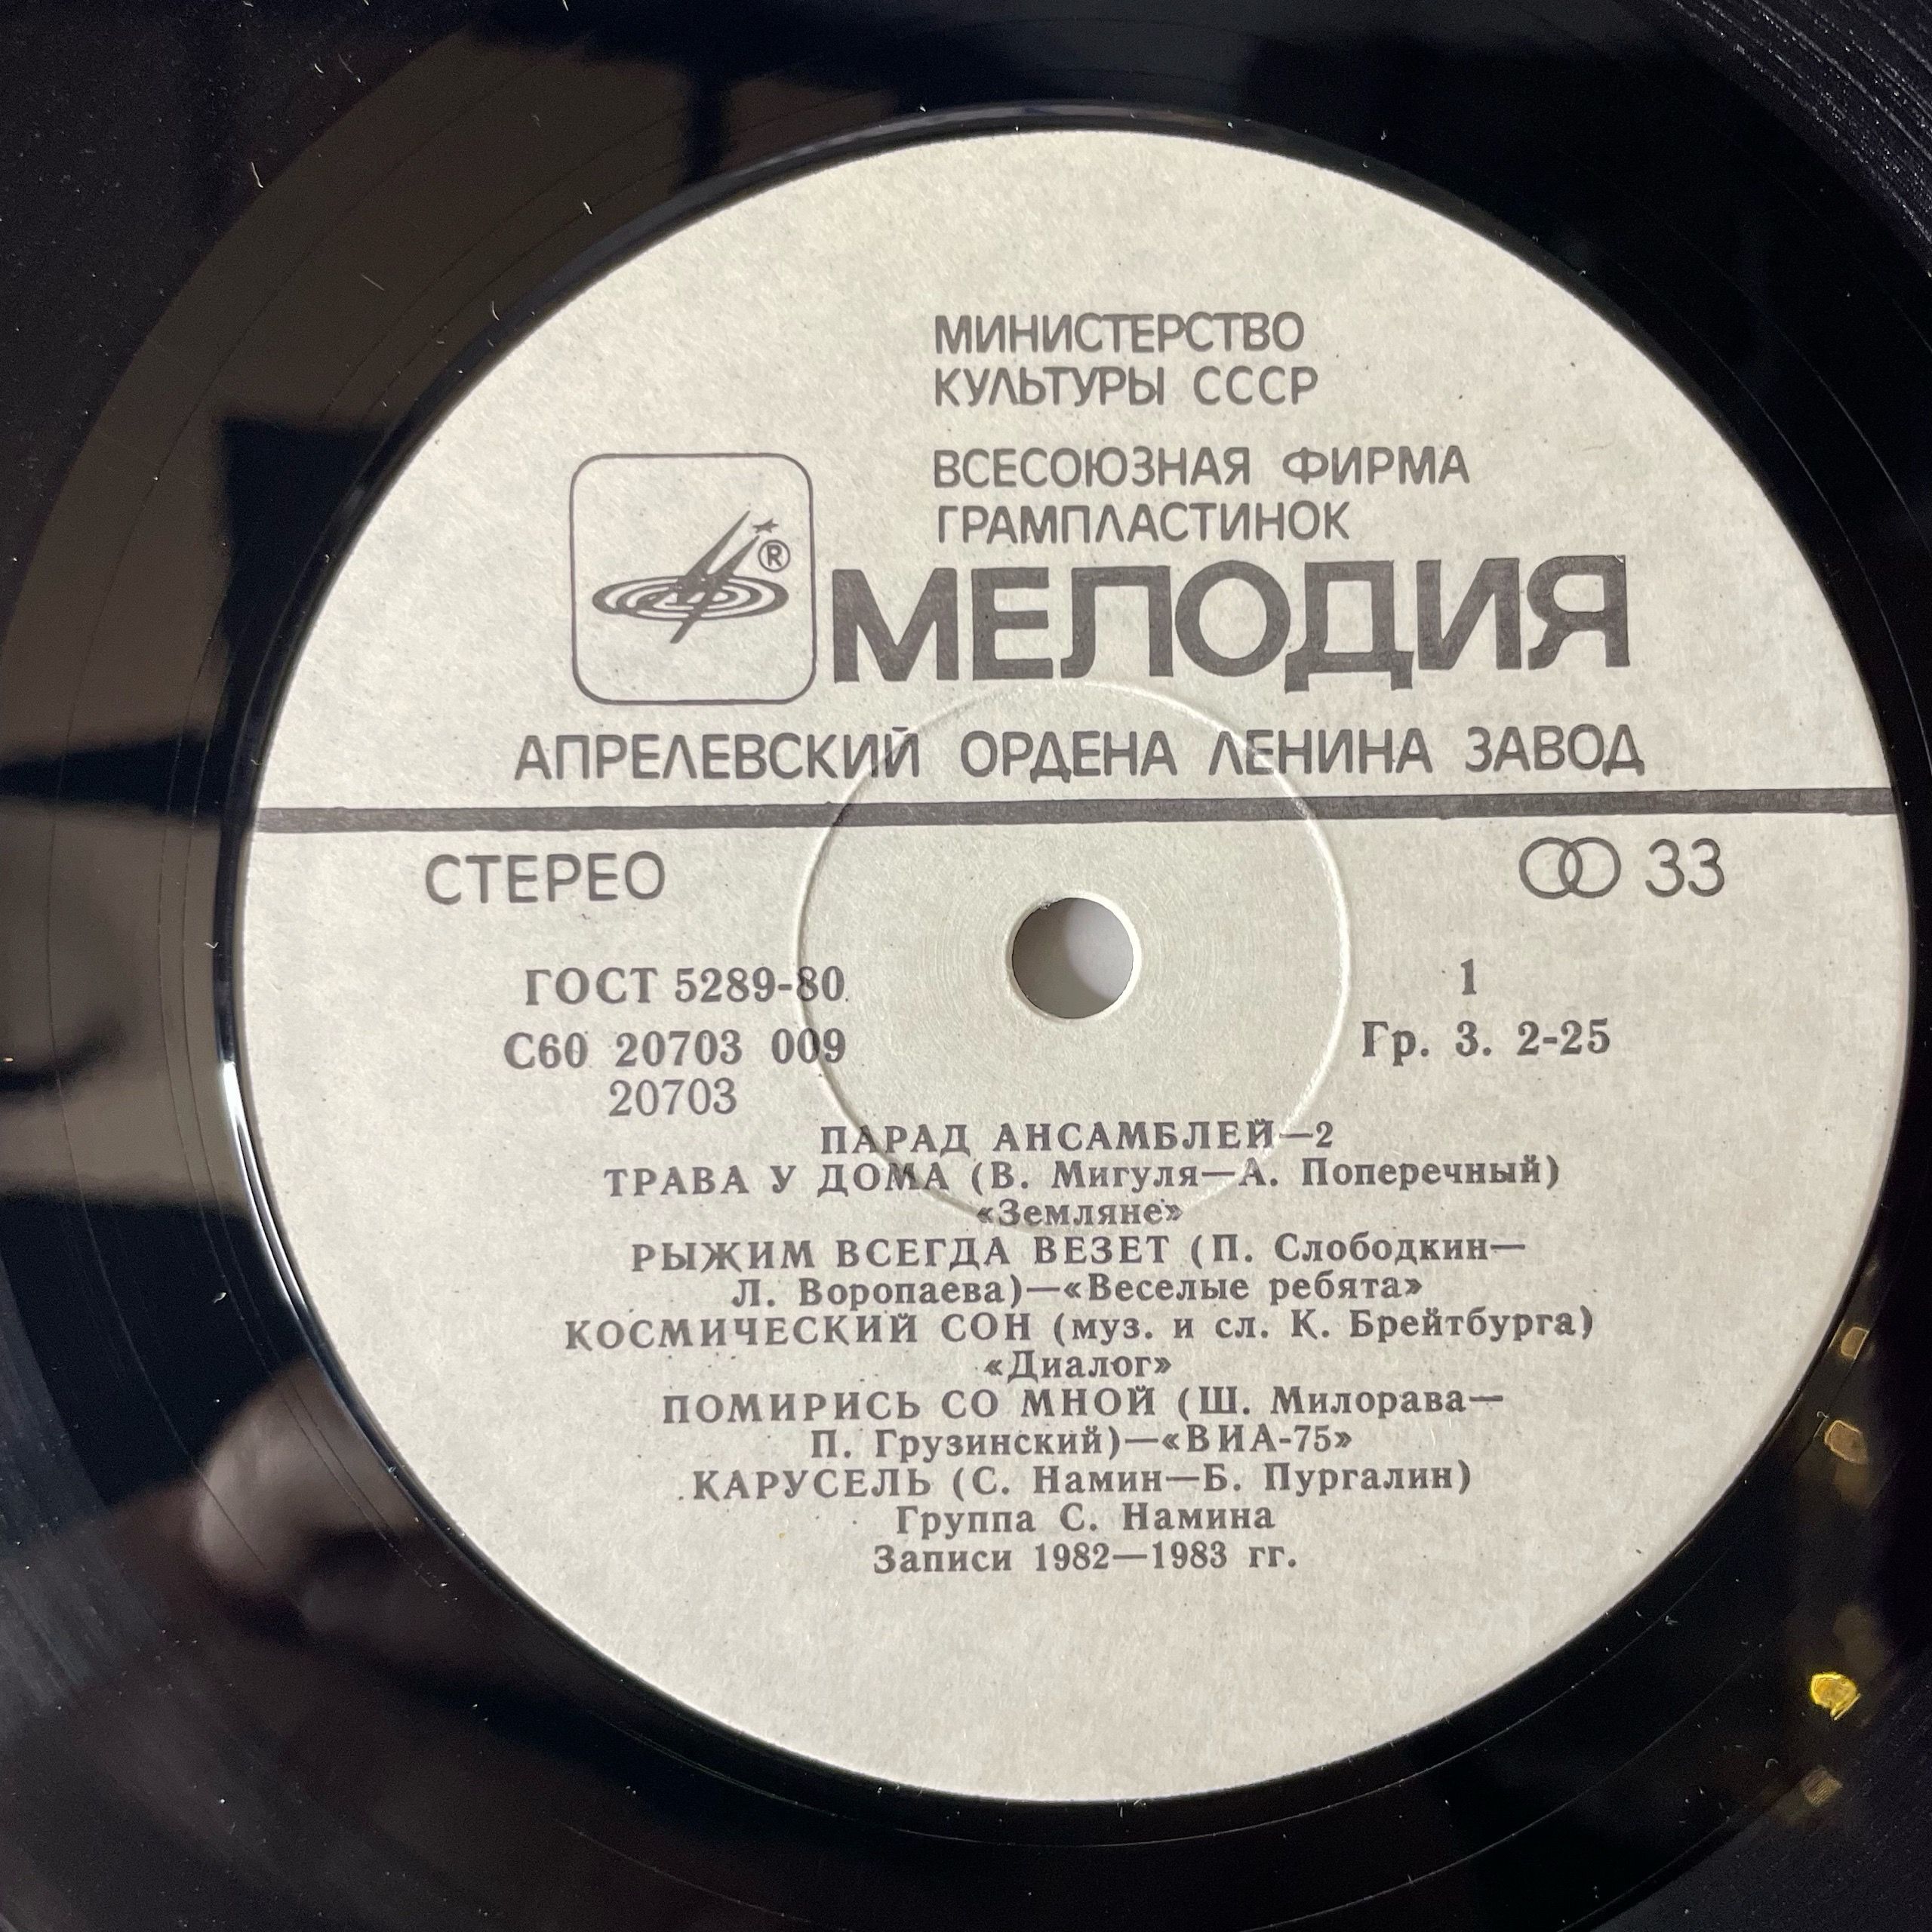 МИНИСТЕРСТВО
КУЛЬТУРЫ СССР
ВСЕСОЮЗНАЯ ФИРМА
ГРАМПЛАСТИНОК
®
МЕЛОДИЯ
АПРЕЛЕВСКИЙ ОРДЕНА ЛЕНИНА ЗАВОД
СТЕРЕО
33
ГОСТ 5289-80
1
С60 20703 009
Гр. 3. 2-25
20703
ПАРАД АНСАМБЛЕЙ—2
ТРАВА У ДОМА (В. Мигуля—А. Поперечный)
«Земляне»
РЫЖИМ ВСЕГДА ВЕЗЕТ (П. Слободкин—
Л. Воропаева)—«Веселые ребята»
КОСМИЧЕСКИЙ СОН (муз. и сл. К. Брейтбурга)
«Диалог»
ПОМИРИСЬ СО МНОЙ (Ш. Милорава—
П. Грузинский)—«ВИА-75»
КАРУСЕЛЬ (С. Намин—Б. Пургалин)
Группа С. Намина
Записи 1982—1983 гг.